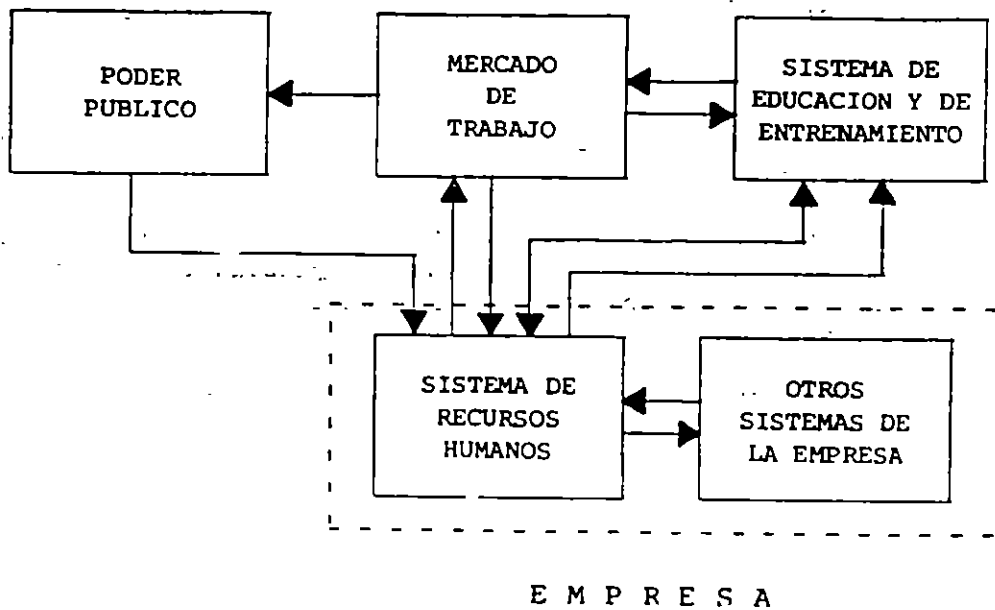 PODER
PUBLICO
MERCADO
DE
TRABAJO
SISTEMA DE
EDUCACION Y DE
ENTRENAMIENTO
SISTEMA DE
RECURSOS
HUMANOS
OTROS
SISTEMAS DE
LA EMPRESA
E M P R E S A